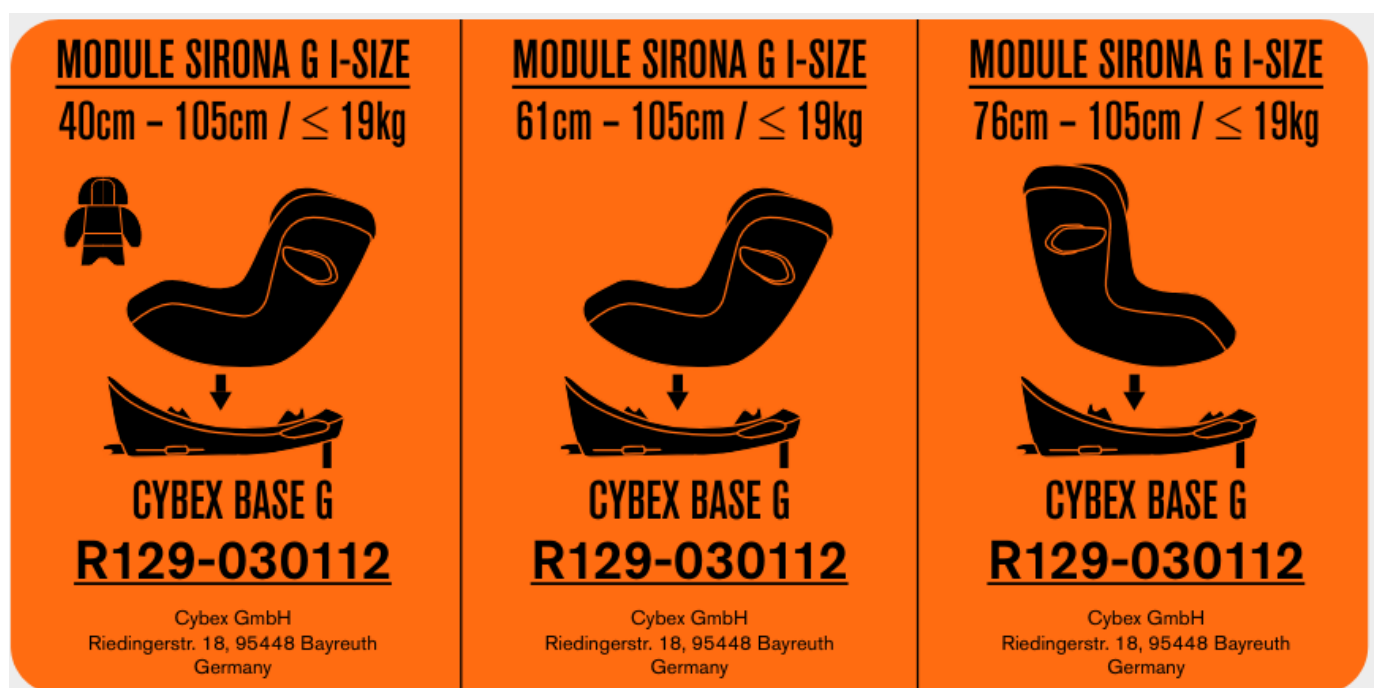 MODULE SIRONA G I-SIZE
40cm – 105cm / ≤ 19kg
CYBEX BASE G
R129-030112
Cybex GmbH
Riedingerstr. 18, 95448 Bayreuth
Germany
MODULE SIRONA G I-SIZE
61cm – 105cm / ≤ 19kg
CYBEX BASE G
R129-030112
Cybex GmbH
Riedingerstr. 18, 95448 Bayreuth
Germany
MODULE SIRONA G I-SIZE
76cm – 105cm / ≤ 19kg
CYBEX BASE G
R129-030112
Cybex GmbH
Riedingerstr. 18, 95448 Bayreuth
Germany